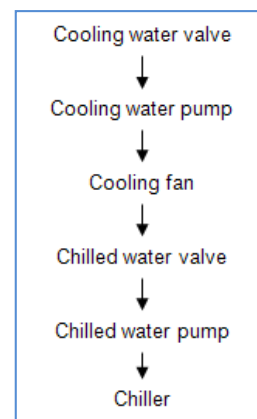 Cooling water valve
Cooling water pump
Cooling fan
Chilled water valve
Chilled water pump
Chiller